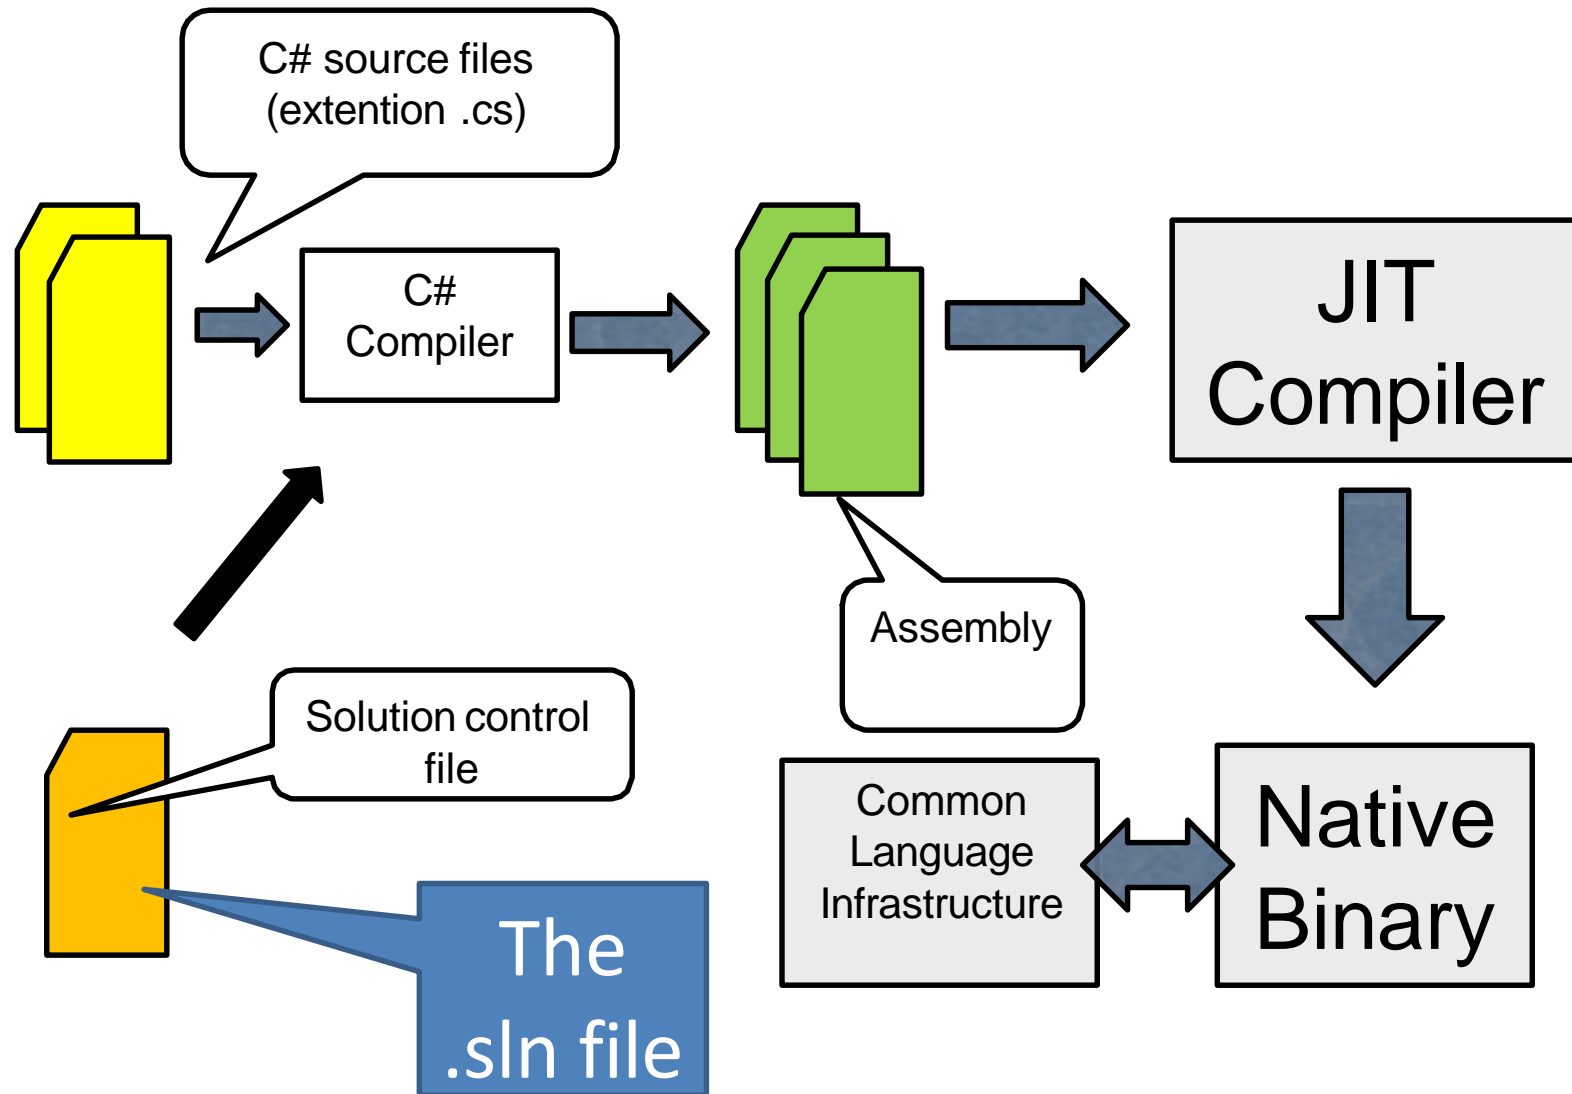 C# source files
(extention .cs)
C#
Compiler
JIT
Compiler
Assembly
Solution control
file
Common
Language
Infrastructure
Native
Binary
The
.sln file